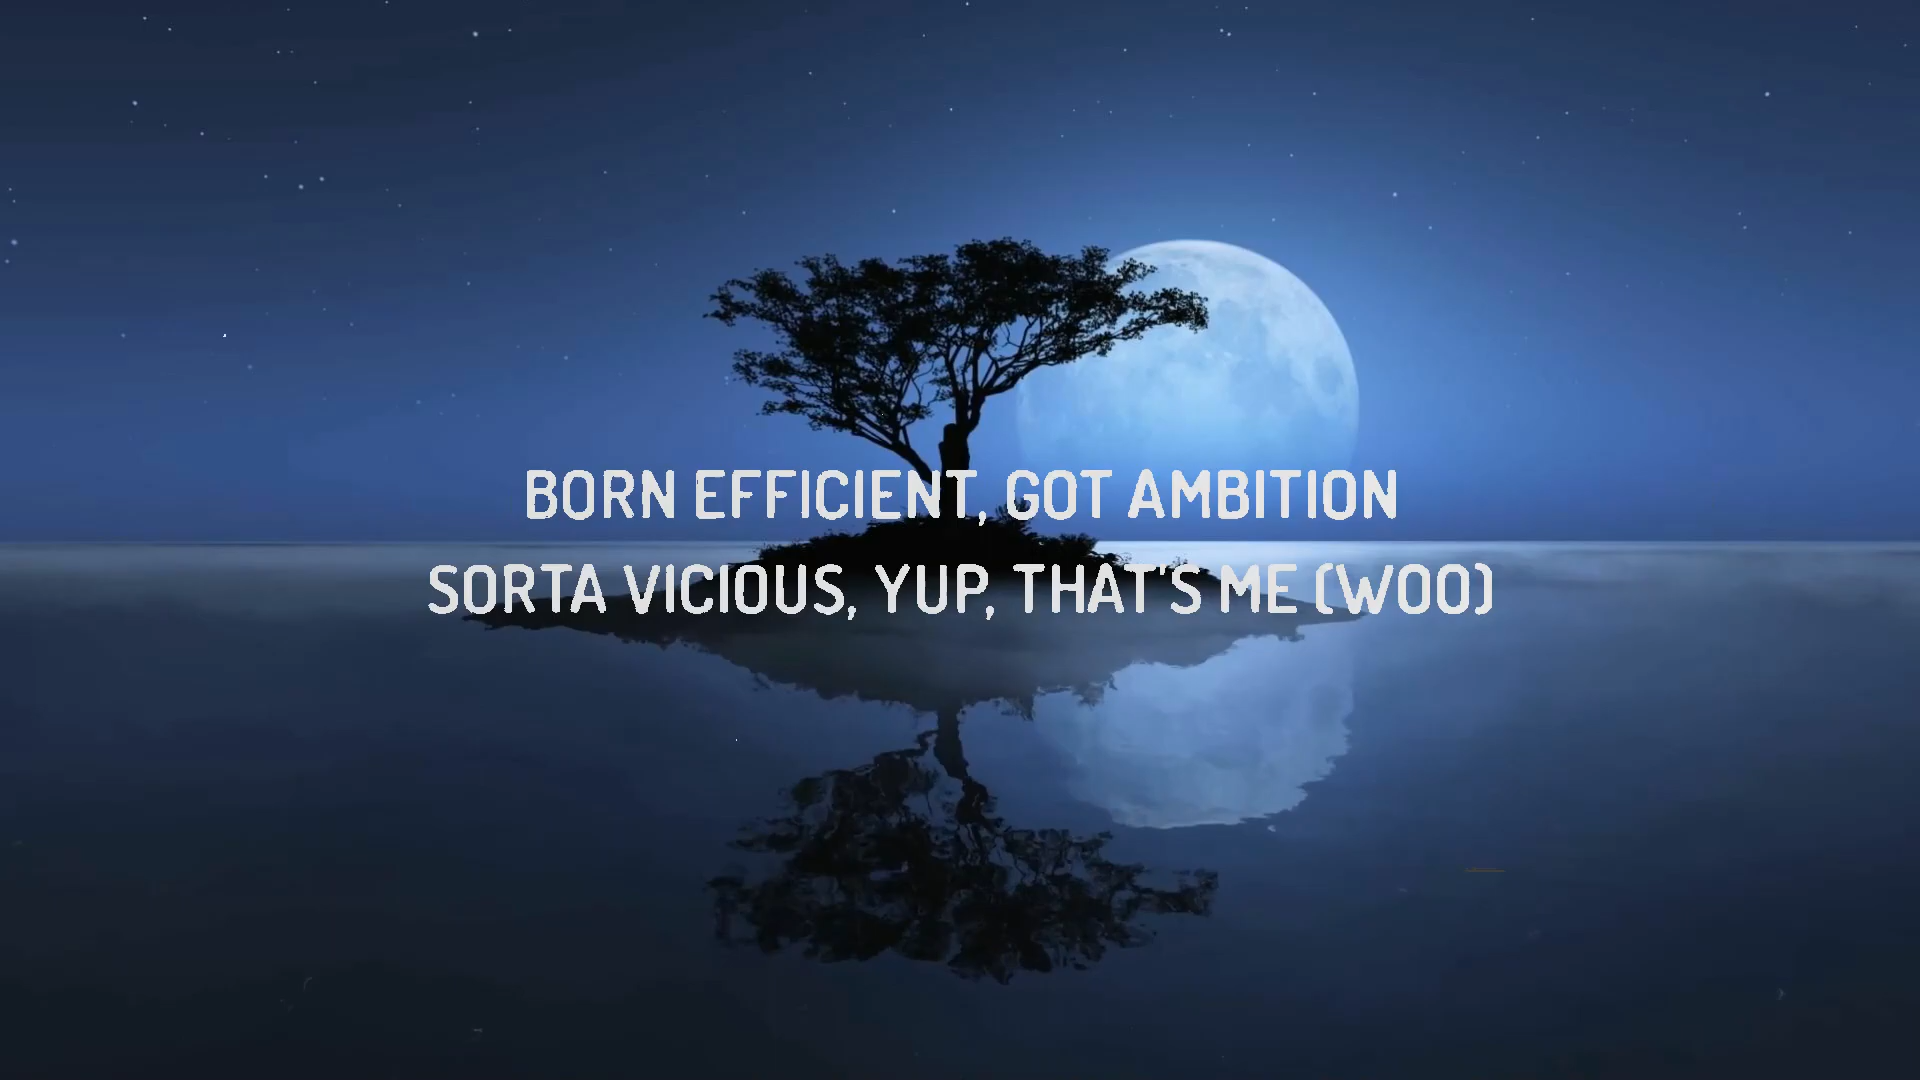 BORN EFFICIENT, GOT AMBITION
SORTA VICIOUS, YUP, THAT'S ME (WOO)